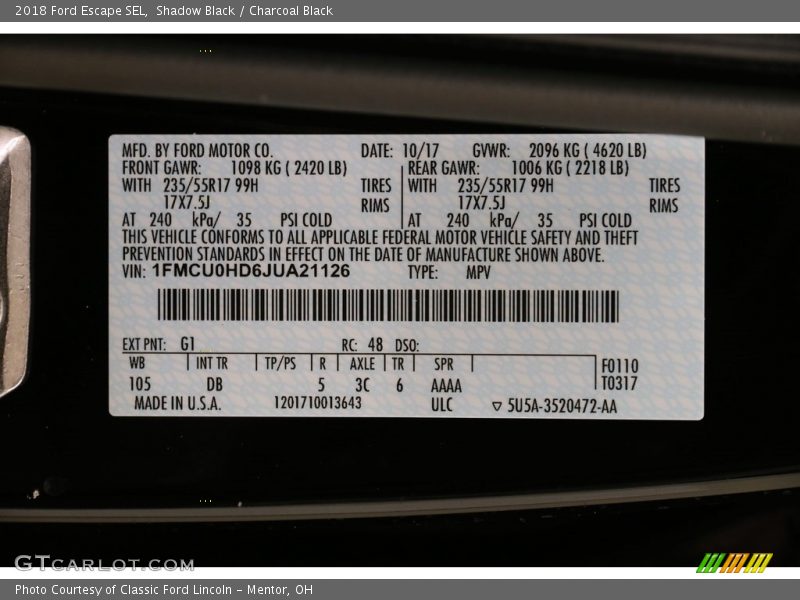 2018 Ford Escape SEL, Shadow Black / Charcoal Black
MFD. BY FORD MOTOR CO. DATE: 10/17 GVWR: 2096 KG ( 4620 LB)
FRONT GAWR: 1098 KG ( 2420 LB) REAR GAWR: 1006 KG ( 2218 LB)
WITH 235/55R17 99H TIRES WITH 235/55R17 99H TIRES
17X7.5J RIMS 17X7.5J RIMS
AT 240 kPa/ 35 PSI COLD AT 240 kPa/ 35 PSI COLD
THIS VEHICLE CONFORMS TO ALL APPLICABLE FEDERAL MOTOR VEHICLE SAFETY AND THEFT
PREVENTION STANDARDS IN EFFECT ON THE DATE OF MANUFACTURE SHOWN ABOVE.
VIN: 1FMCU0HD6JUA21126 TYPE: MPV
EXT PNT: G1 RC: 48 DSO:
WB INT TR TP/PS R AXLE TR SPR F0110
105 DB 5 3C 6 AAAA T0317
MADE IN U.S.A. 1201710013643 ULC ▽ 5U5A-3520472-AA
GTCARLOT.COM
Photo Courtesy of Classic Ford Lincoln - Mentor, OH